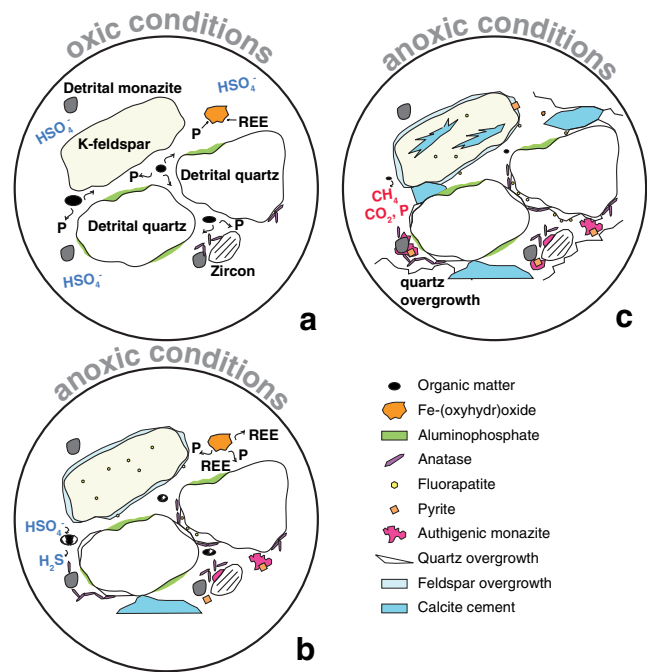 oxic conditions
Detrital monazite
HSO₄⁻
HSO₄⁻
P
REE
K-fespar
P
Detrital quartz
P
Detrital quartz
P
HSO₄⁻
Zircon
a
anoxic conditions
CH₄
CO₂, P
quartz
overgrowth
c
anoxic conditions
REE
P
REE
P
HSO₄⁻
H₂S
b
Organic matter
Fe-(oxyhydr)oxide
Aluminophosphate
Anatase
Fluorapatite
Pyrite
Authigenic monazite
Quartz overgrowth
Feldspar overgrowth
Calcite cement